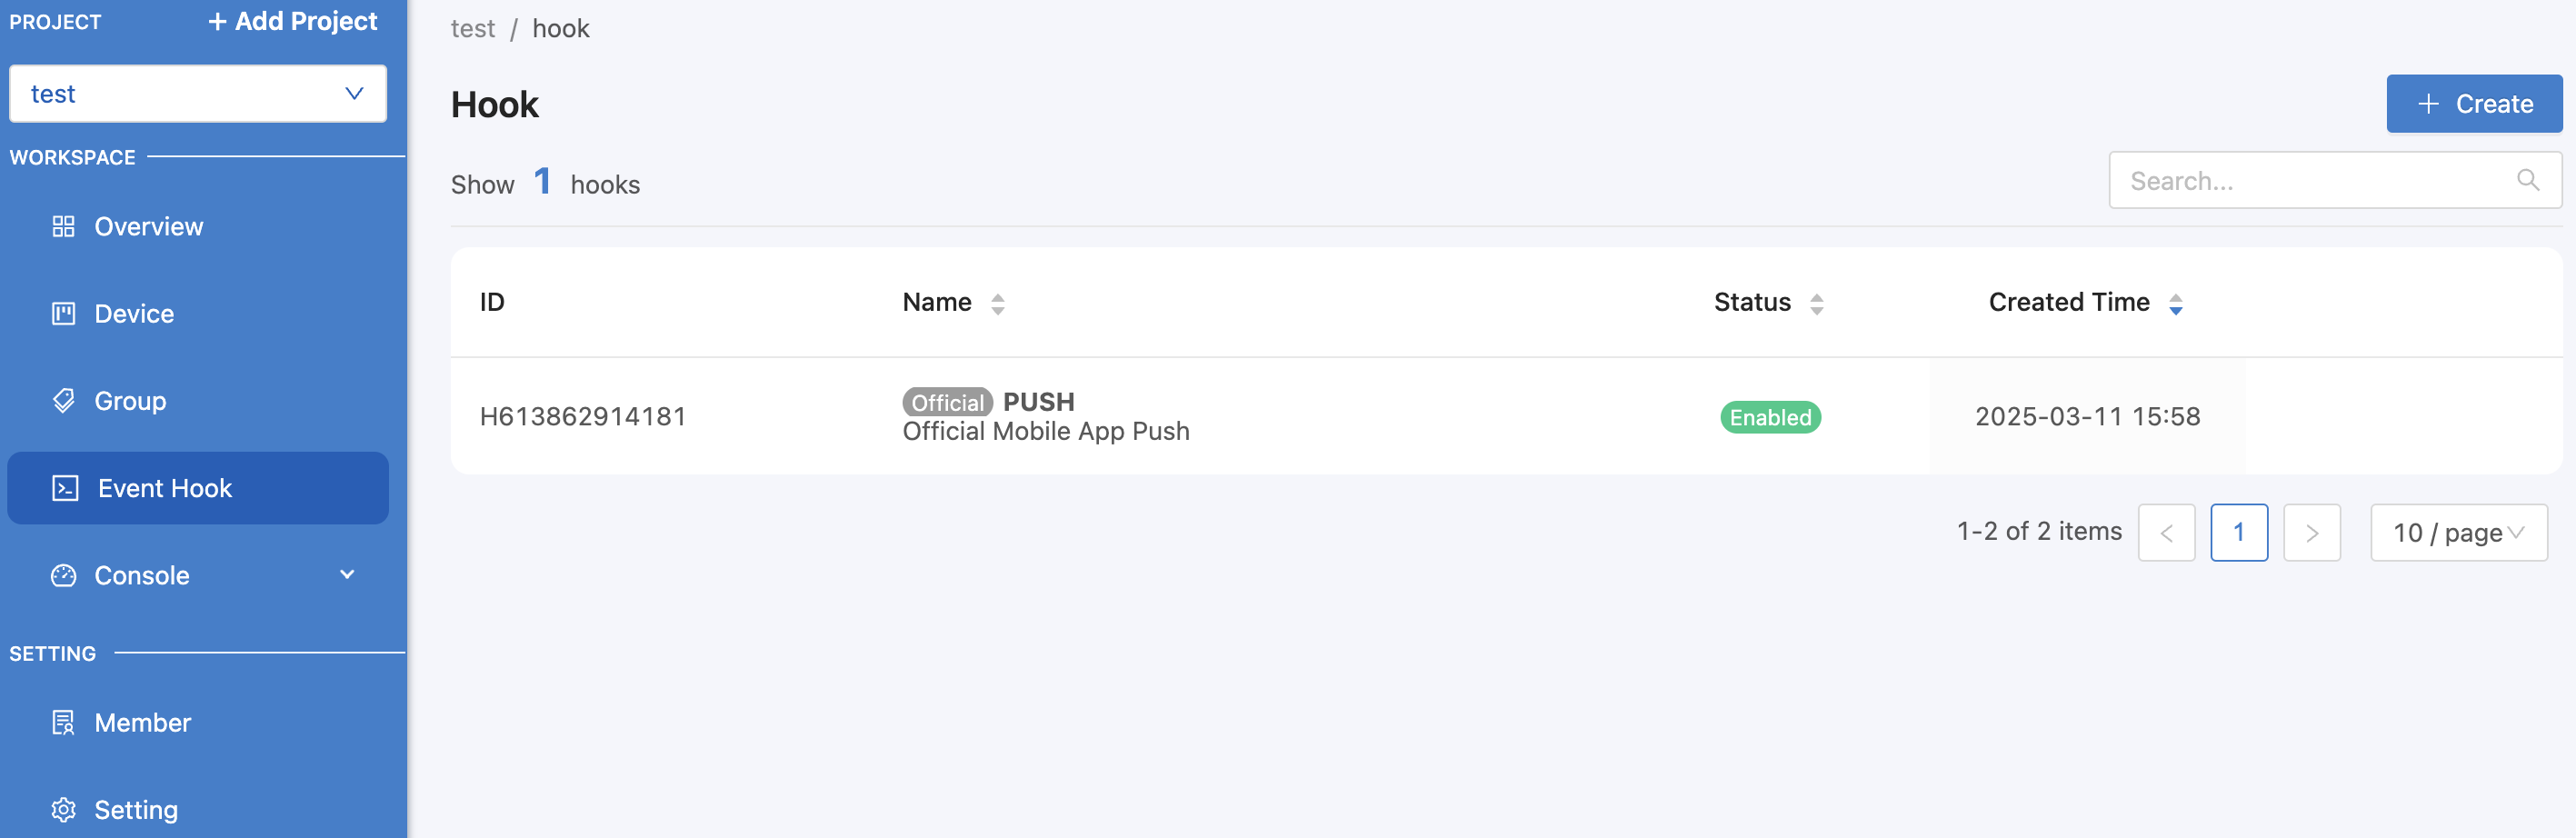 PROJECT
+ Add Project
test
WORKSPACE
Overview
Device
Group
Event Hook
Console
SETTING
Member
Setting
test / hook
Hook
+ Create
Show 1 hooks
Search...
ID Name Status Created Time
H613862914181 Official PUSH Enabled 2025-03-11 15:58
Official Mobile App Push
1-2 of 2 items < 1 > 10 / page